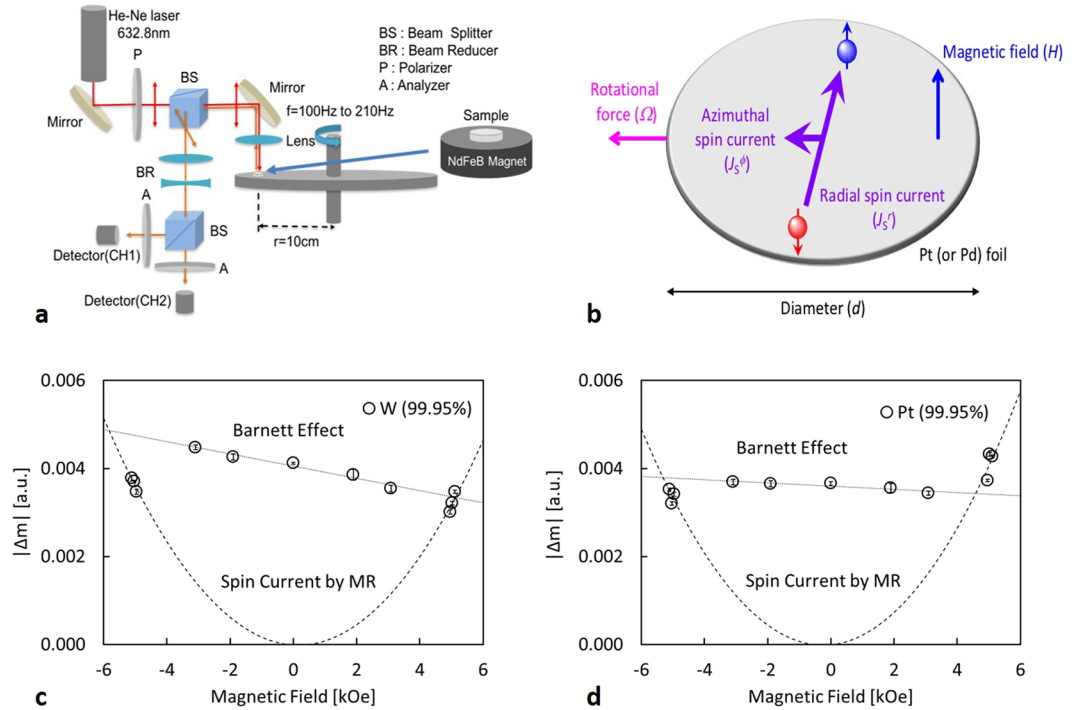 He-Ne laser
632.8nm
P
BS
Mirror
BS : Beam Splitter
BR : Beam Reducer
P : Polarizer
A : Analyzer
Mirror
f=100Hz to 210Hz
Lens
Sample
NdFeB Magnet
BR
A
BS
Detector(CH1)
A
Detector(CH2)
r=10cm
a
Magnetic field (H)
Rotational
force (Ω)
Azimuthal
spin current
(Jₛᶲ)
Radial spin current
(Jₛʳ)
Pt (or Pd) foil
Diameter (d)
b
0.006
0.004
0.002
0.000
|Δm| [a.u.]
W (99.95%)
Barnett Effect
Spin Current by MR
-6 -4 -2 0 2 4 6
Magnetic Field [kOe]
c
0.006
0.004
0.002
0.000
|Δm| [a.u.]
Pt (99.95%)
Barnett Effect
Spin Current by MR
-6 -4 -2 0 2 4 6
Magnetic Field [kOe]
d